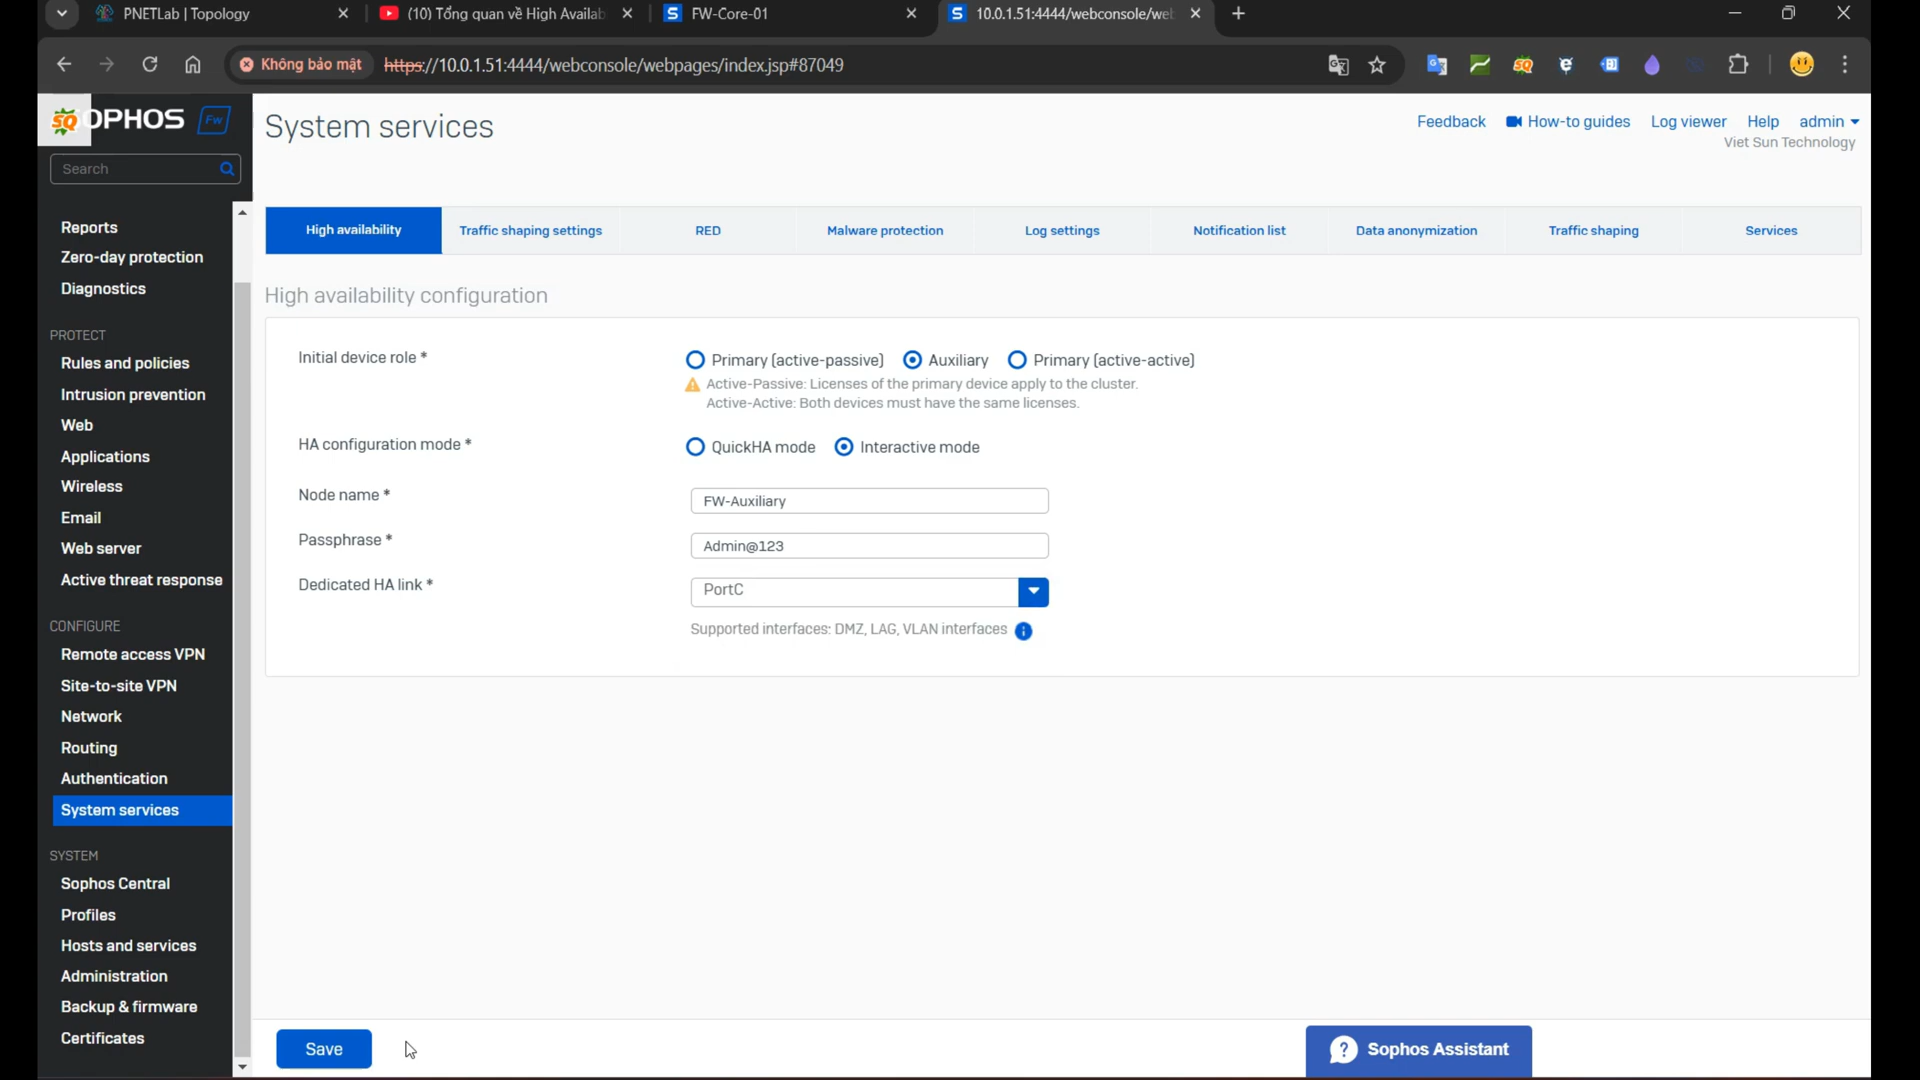 PNETLab | Topology
(10) Tổng quan về High Availab
FW-Core-01
10.0.1.51:4444/webconsole/we
Không bảo mật
https://10.0.1.51:4444/webconsole/webpages/index.jsp#87049
SQ
OPHOS
Fw
System services
Feedback
How-to guides
Log viewer
Help
admin
Viet Sun Technology
Search
High availability
Traffic shaping settings
RED
Malware protection
Log settings
Notification list
Data anonymization
Traffic shaping
Services
Reports
Zero-day protection
Diagnostics
PROTECT
Rules and policies
Intrusion prevention
Web
Applications
Wireless
Email
Web server
Active threat response
CONFIGURE
Remote access VPN
Site-to-site VPN
Network
Routing
Authentication
System services
SYSTEM
Sophos Central
Profiles
Hosts and services
Administration
Backup & firmware
Certificates
High availability configuration
Initial device role *
Primary (active-passive)
Auxiliary
Primary (active-active)
Active-Passive: Licenses of the primary device apply to the cluster.
Active-Active: Both devices must have the same licenses.
HA configuration mode *
QuickHA mode
Interactive mode
Node name *
FW-Auxiliary
Passphrase *
Admin@123
Dedicated HA link *
PortC
Supported interfaces: DMZ, LAG, VLAN interfaces
Save
Sophos Assistant